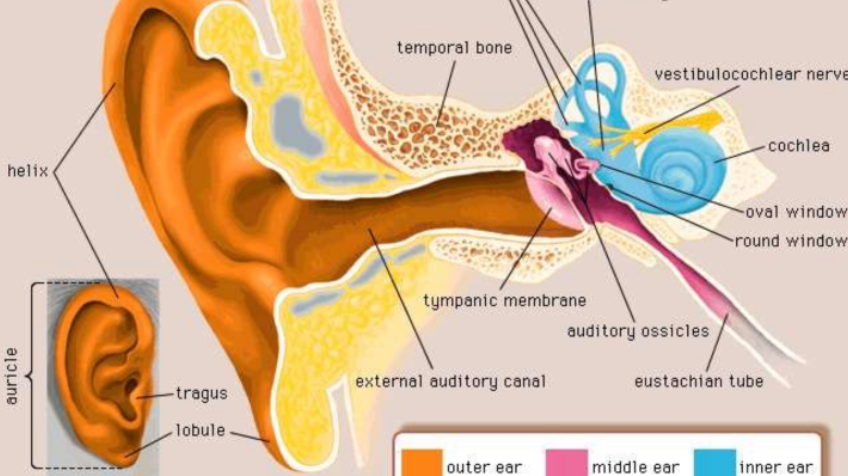 temporal bone
vestibulocochlear nerve
cochlea
helix
oval window
round window
tympanic membrane
auditory ossicles
auricle
external auditory canal
eustachian tube
tragus
lobule
outer ear
middle ear
inner ear